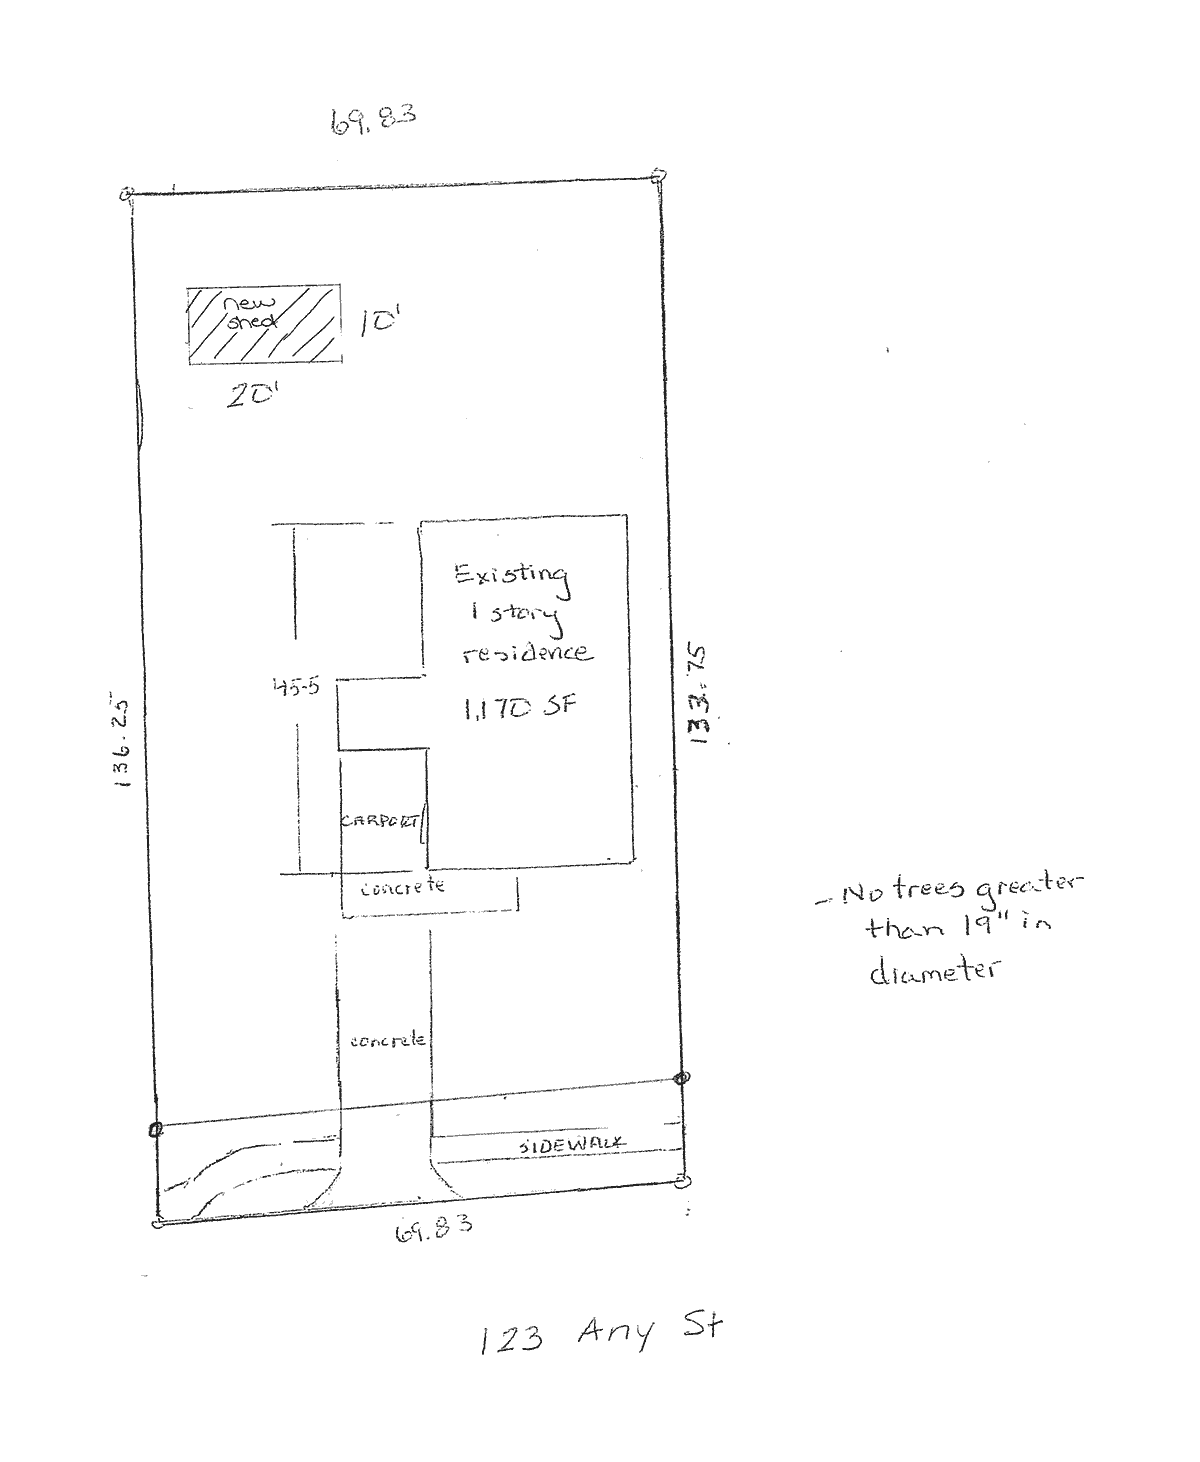 69.83
new
shed
10'
20'
Existing
1 story
residence
1,170 SF
45-5
136.25
133.75
CARPORT
concrete
- No trees greater
than 19" in
diameter
concrete
SIDEWALK
69.83
123 Any St